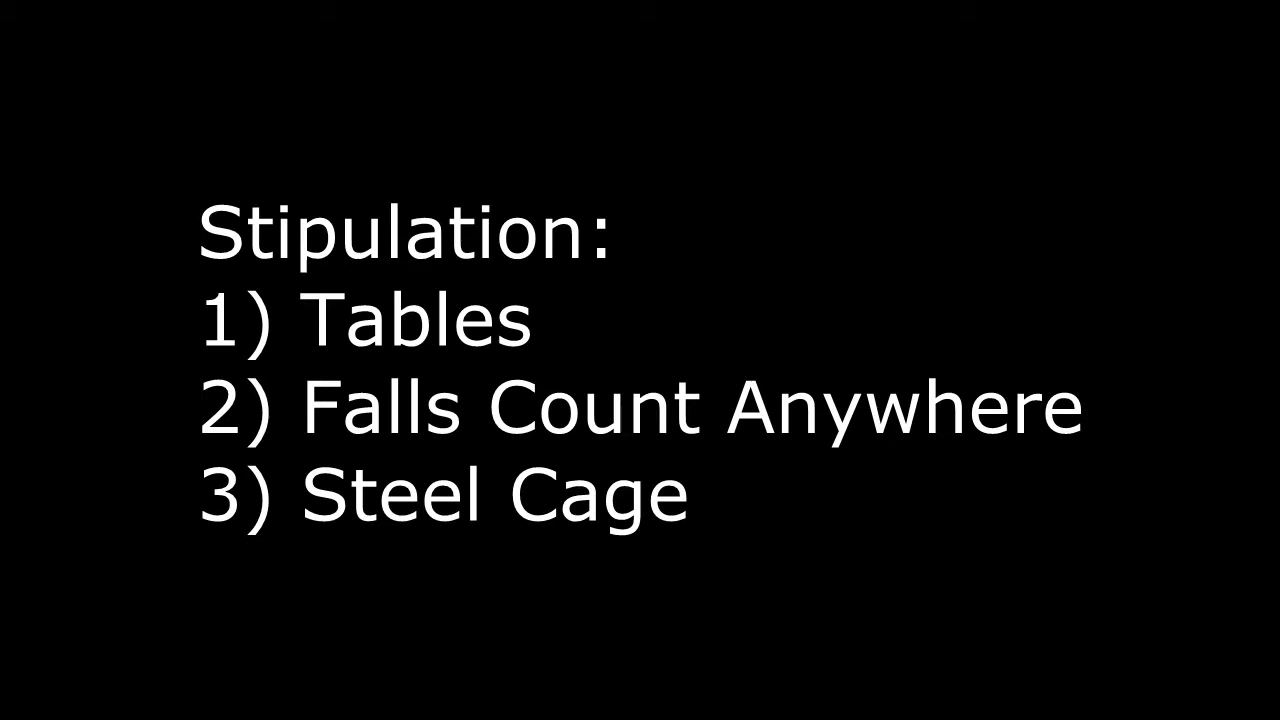 Stipulation:
1) Tables
2) Falls Count Anywhere
3) Steel Cage